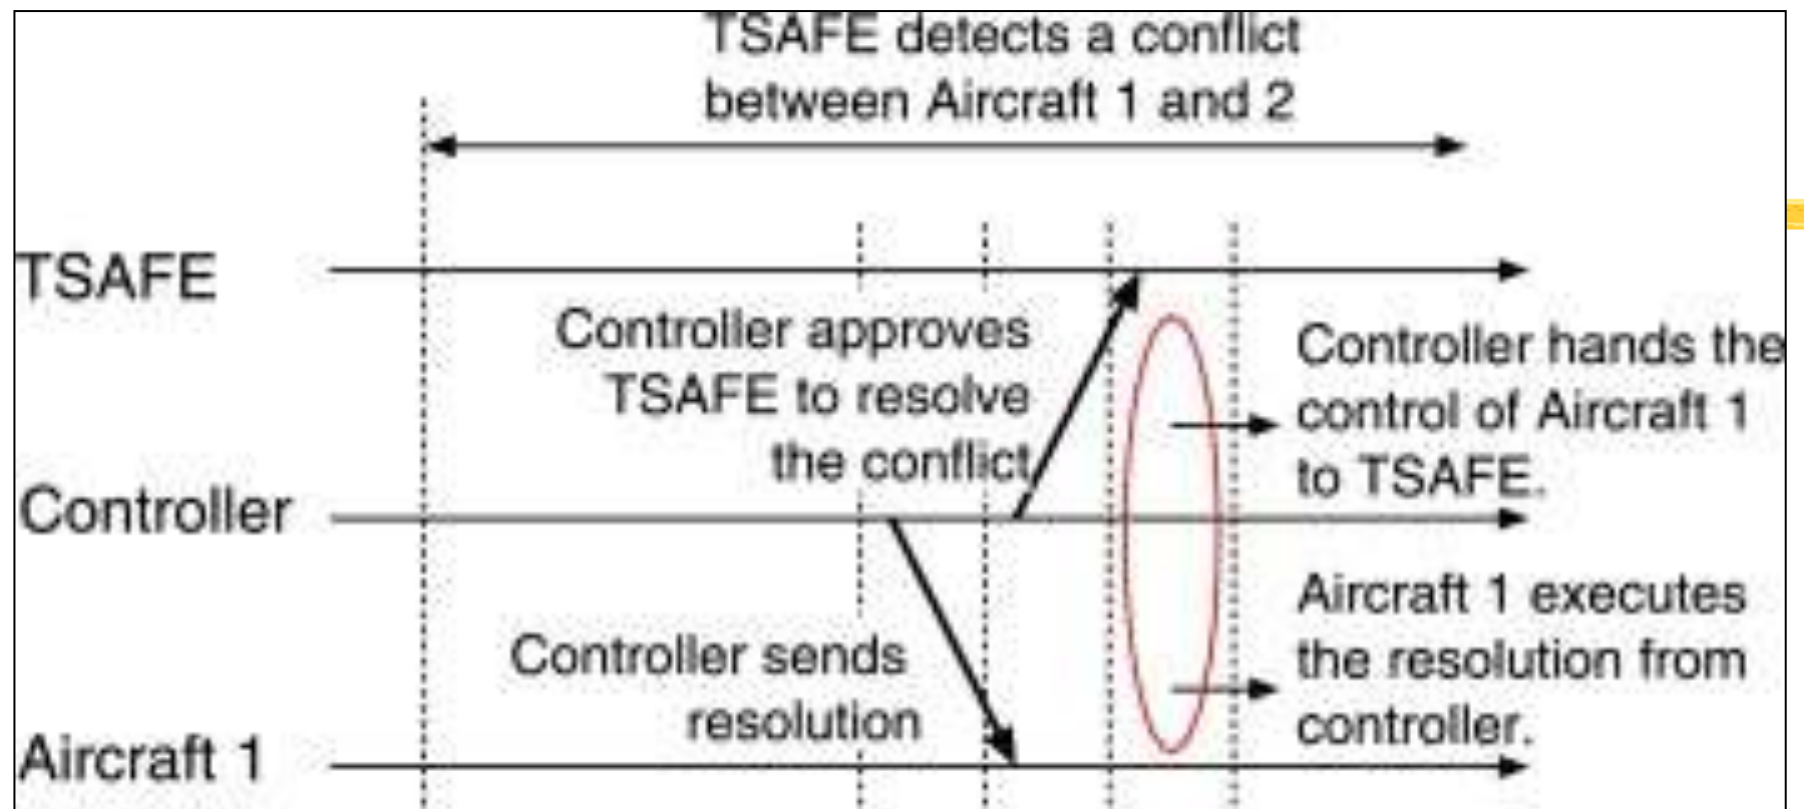 TSAFE detects a conflict
between Aircraft 1 and 2
TSAFE
Controller approves
TSAFE to resolve
the conflict
Controller hands the
control of Aircraft 1
to TSAFE.
Controller
Aircraft 1 executes
the resolution from
controller.
Controller sends
resolution
Aircraft 1